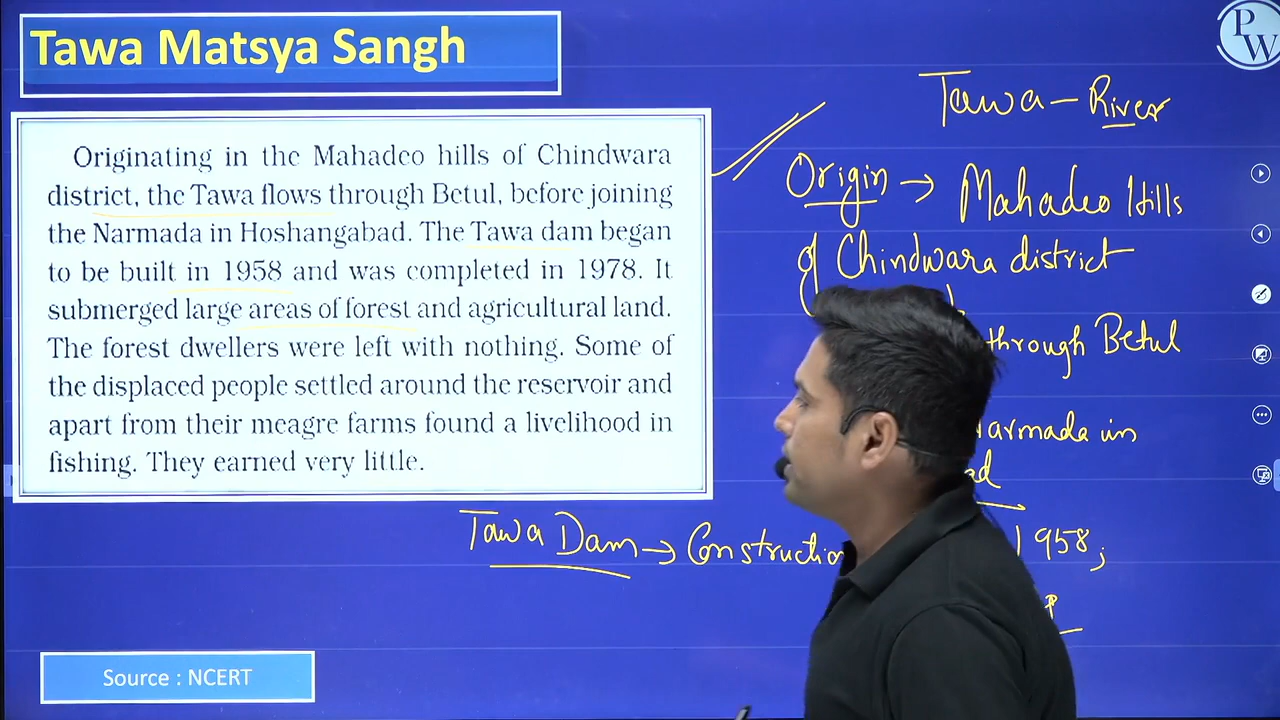 Tawa Matsya Sangh
PW
Originating in the Mahadeo hills of Chindwara
district, the Tawa flows through Betul, before joining
the Narmada in Hoshangabad. The Tawa dam began
to be built in 1958 and was completed in 1978. It
submerged large areas of forest and agricultural land.
The forest dwellers were left with nothing. Some of
the displaced people settled around the reservoir and
apart from their meagre farms found a livelihood in
fishing. They earned very little.
Tawa – River
Origin → Mahadeo Hills
of Chindwara district
through Betul
Narmada in
Tawa Dam → Construction 1958;
Source : NCERT